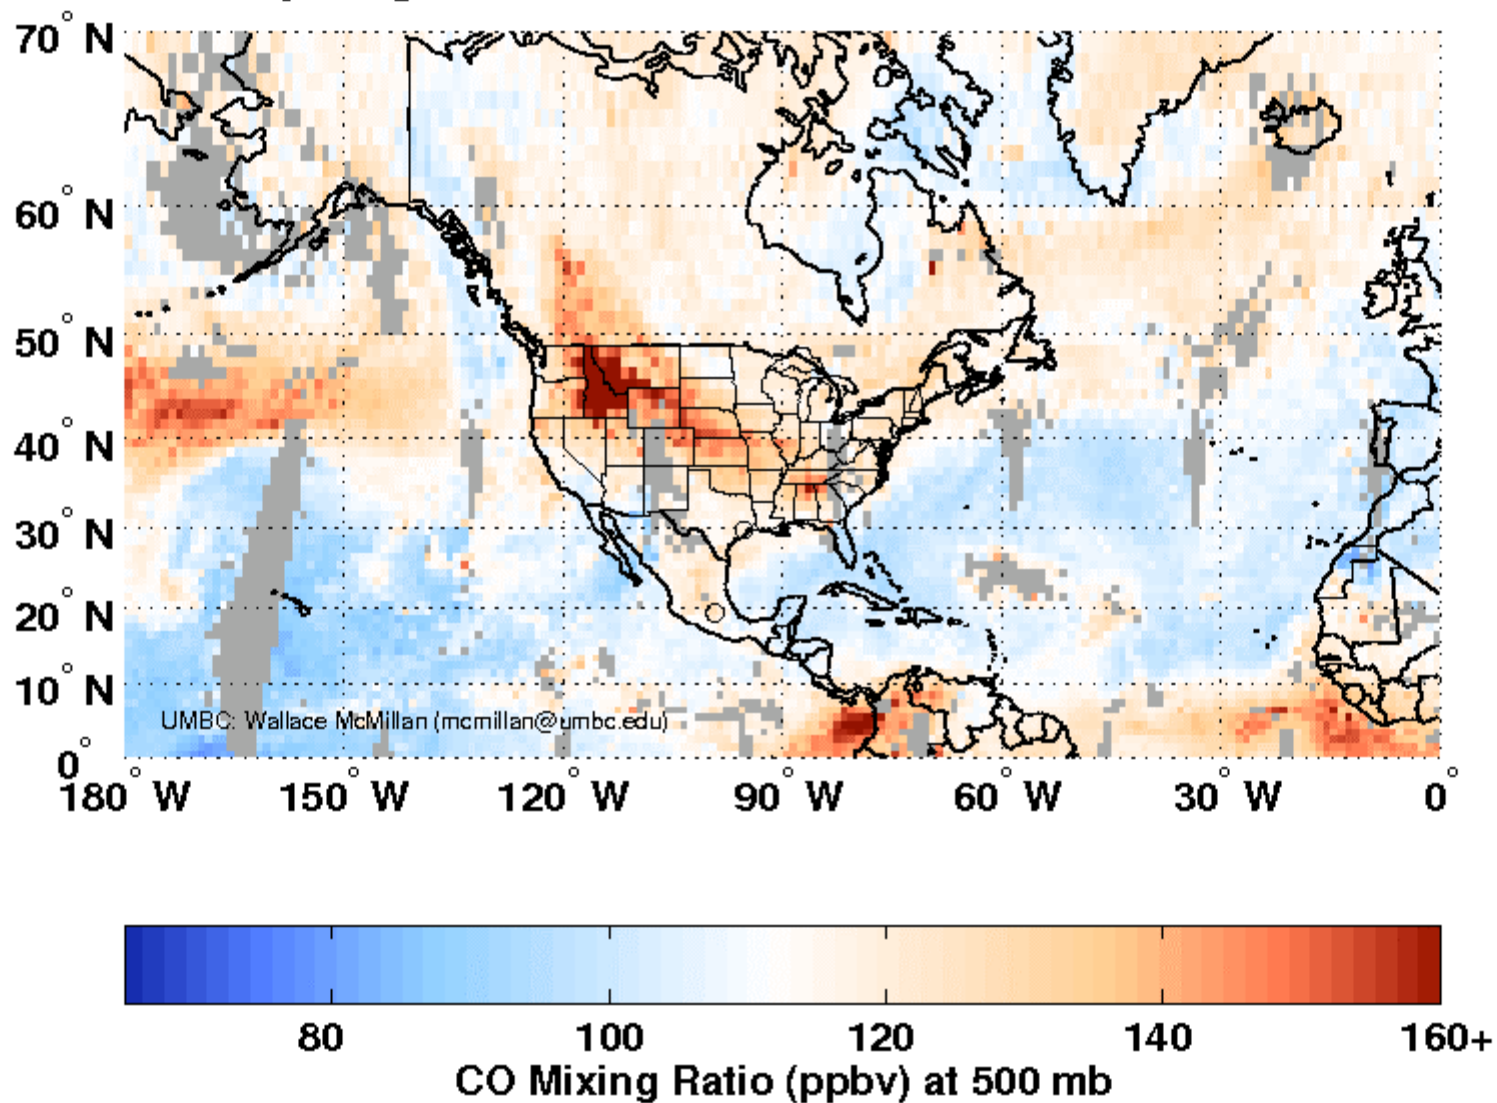 70° N
60° N
50° N
40° N
30° N
20° N
10° N
0°
UMBC: Wallace McMillan (mcmillan@umbc.edu)
180° W 150° W 120° W 90° W 60° W 30° W 0°
80 100 120 140 160+
CO Mixing Ratio (ppbv) at 500 mb